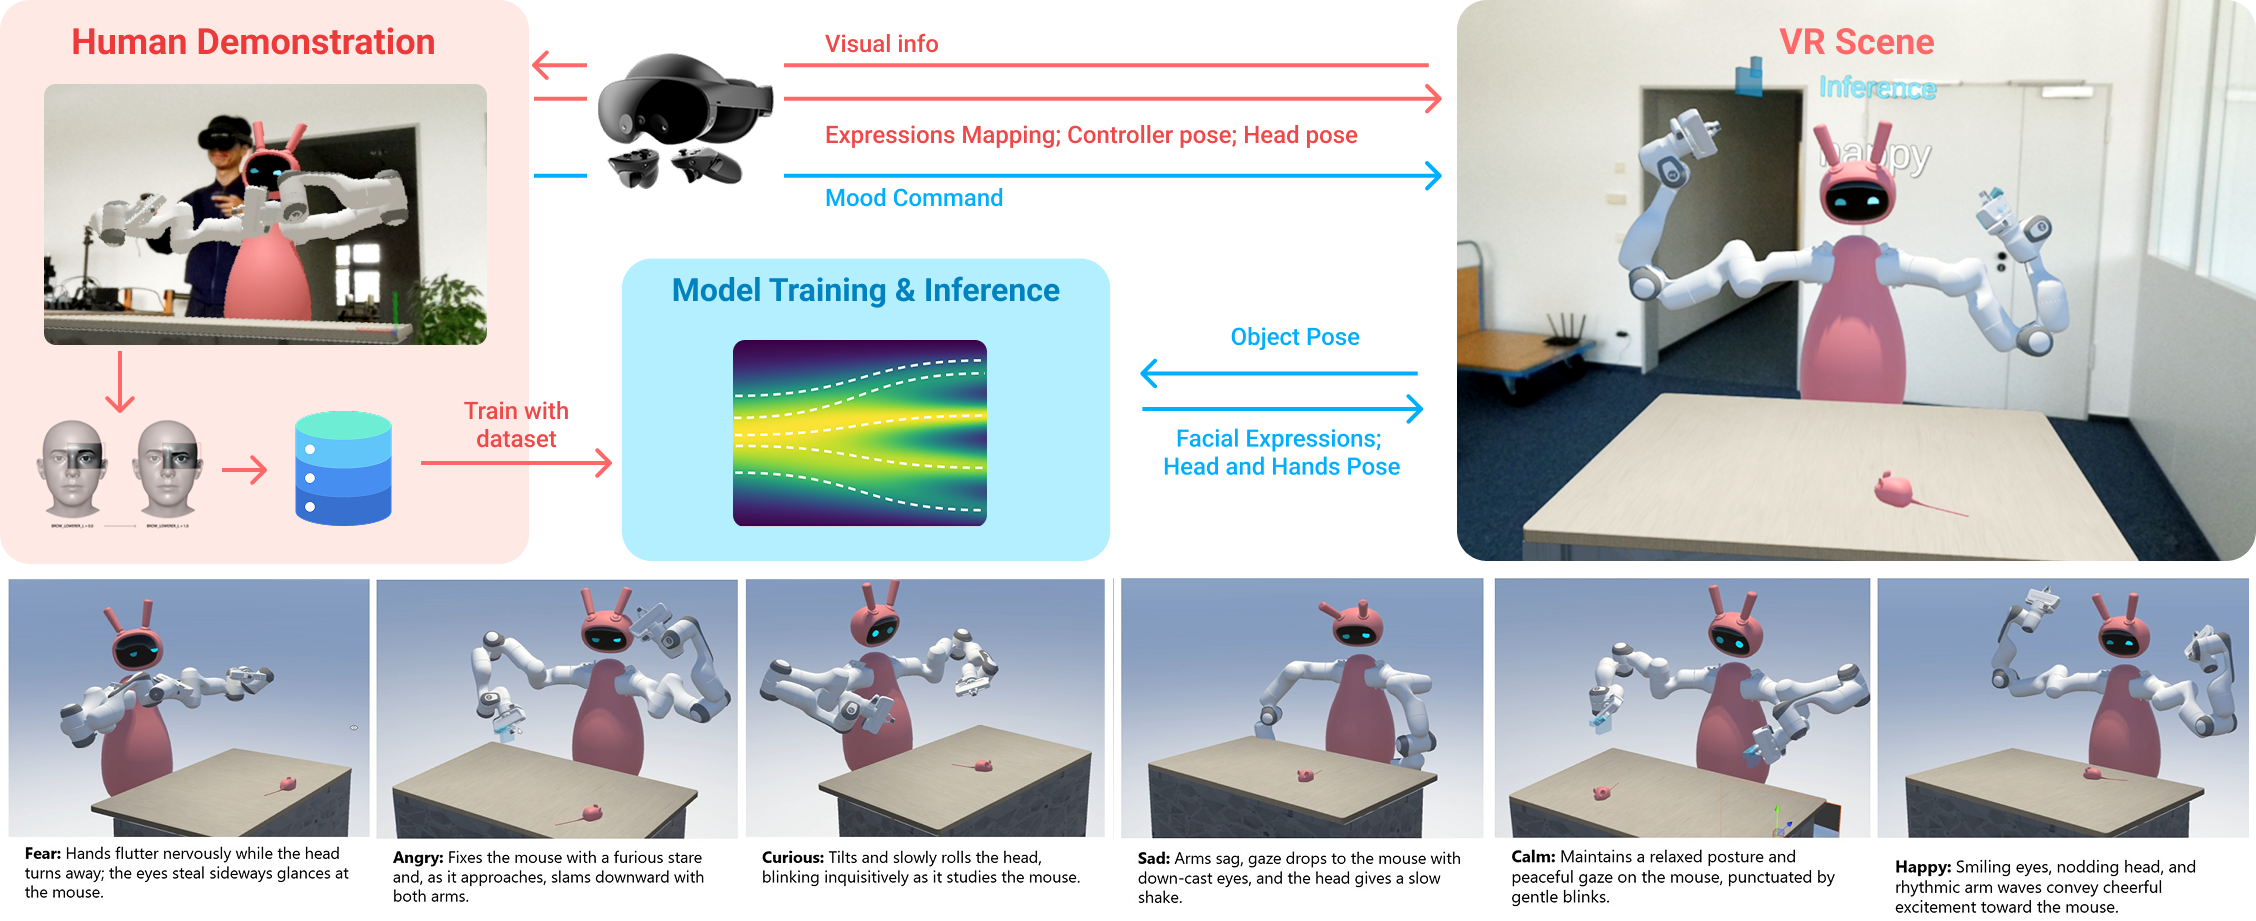 Human Demonstration
Visual info
Expressions Mapping; Controller pose; Head pose
Mood Command
VR Scene
Inference
happy
Model Training & Inference
Object Pose
Facial Expressions;
Head and Hands Pose
Train with
dataset
BROW_LOWERER_L = 0.0
BROW_LOWERER_L = 1.0
Fear: Hands flutter nervously while the head
turns away; the eyes steal sideways glances at
the mouse.
Angry: Fixes the mouse with a furious stare
and, as it approaches, slams downward with
both arms.
Curious: Tilts and slowly rolls the head,
blinking inquisitively as it studies the mouse.
Sad: Arms sag, gaze drops to the mouse with
down-cast eyes, and the head gives a slow
shake.
Calm: Maintains a relaxed posture and
peaceful gaze on the mouse, punctuated by
gentle blinks.
Happy: Smiling eyes, nodding head, and
rhythmic arm waves convey cheerful
excitement toward the mouse.